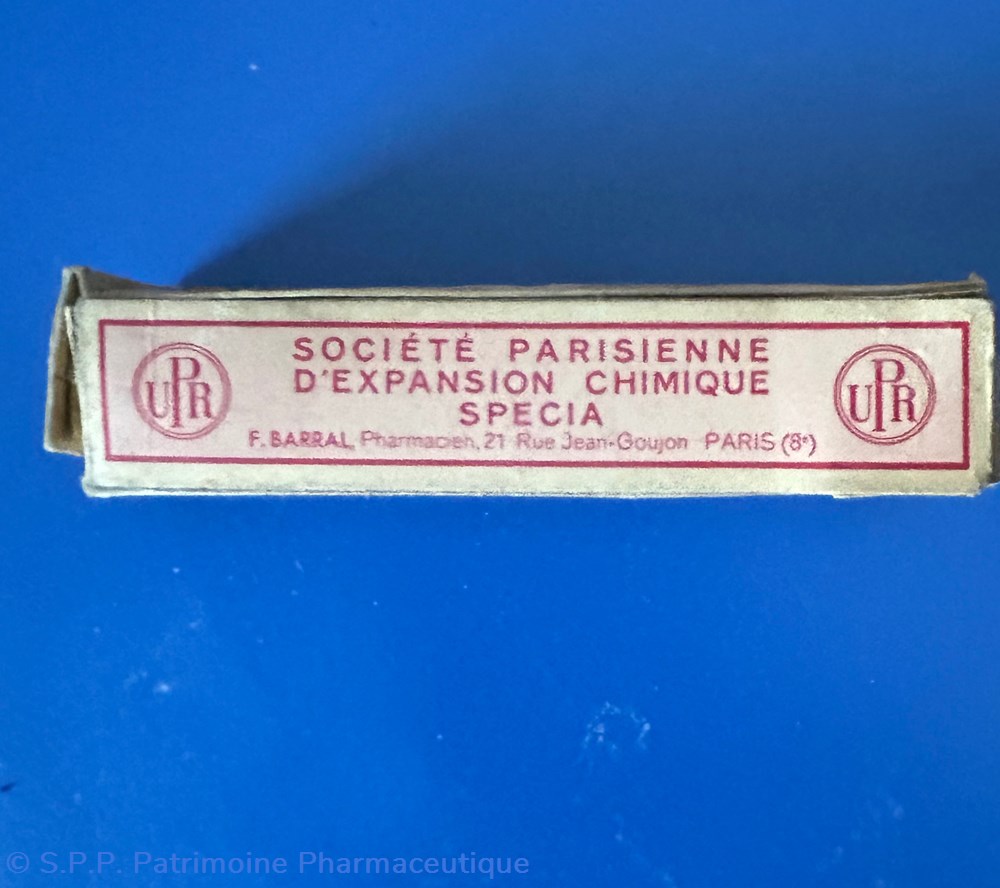 SOCIÉTÉ PARISIENNE
D'EXPANSION CHIMIQUE
SPECIA
F. BARRAL, Pharmacien, 21 Rue Jean-Goujon PARIS (8e)
UPR
UPR
© S.P.P. Patrimoine Pharmaceutique